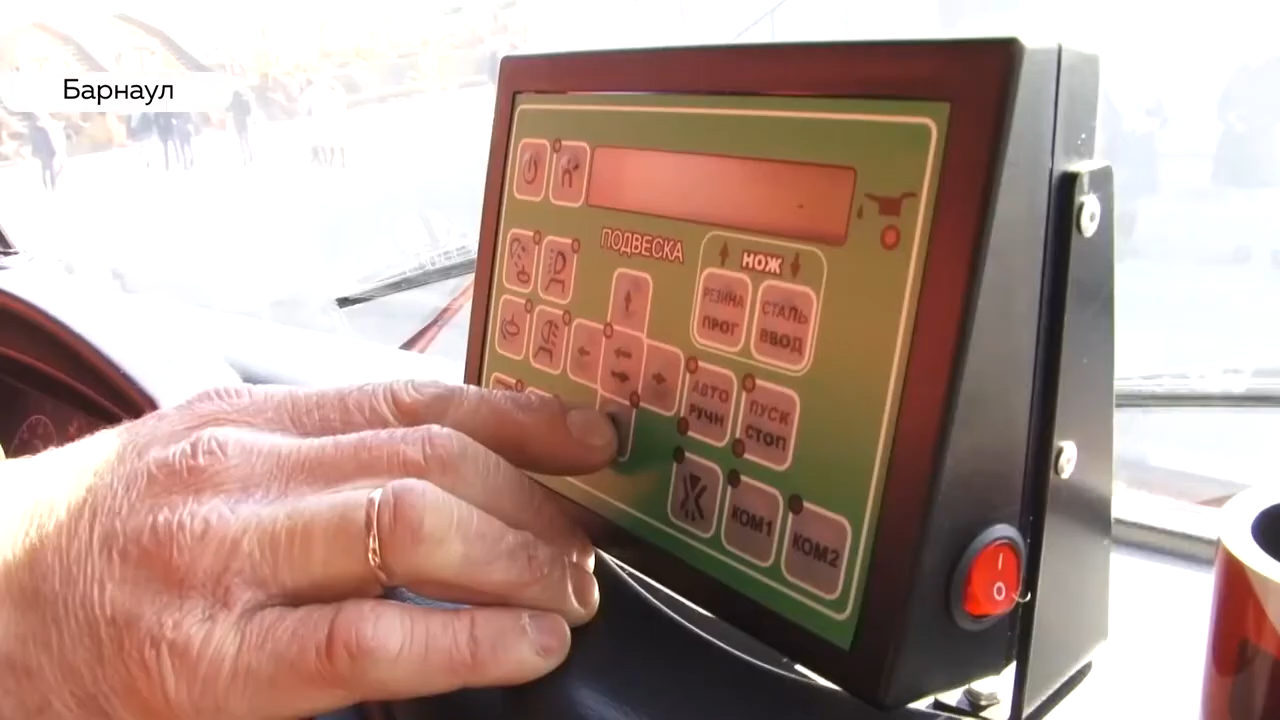 Барнаул
ПОДВЕСКА
НОЖ
РЕЗИНА
ПРОГ
СТАЛЬ
ВВОД
АВТО
РУЧН
ПУСК
СТОП
КОМ1
КОМ2